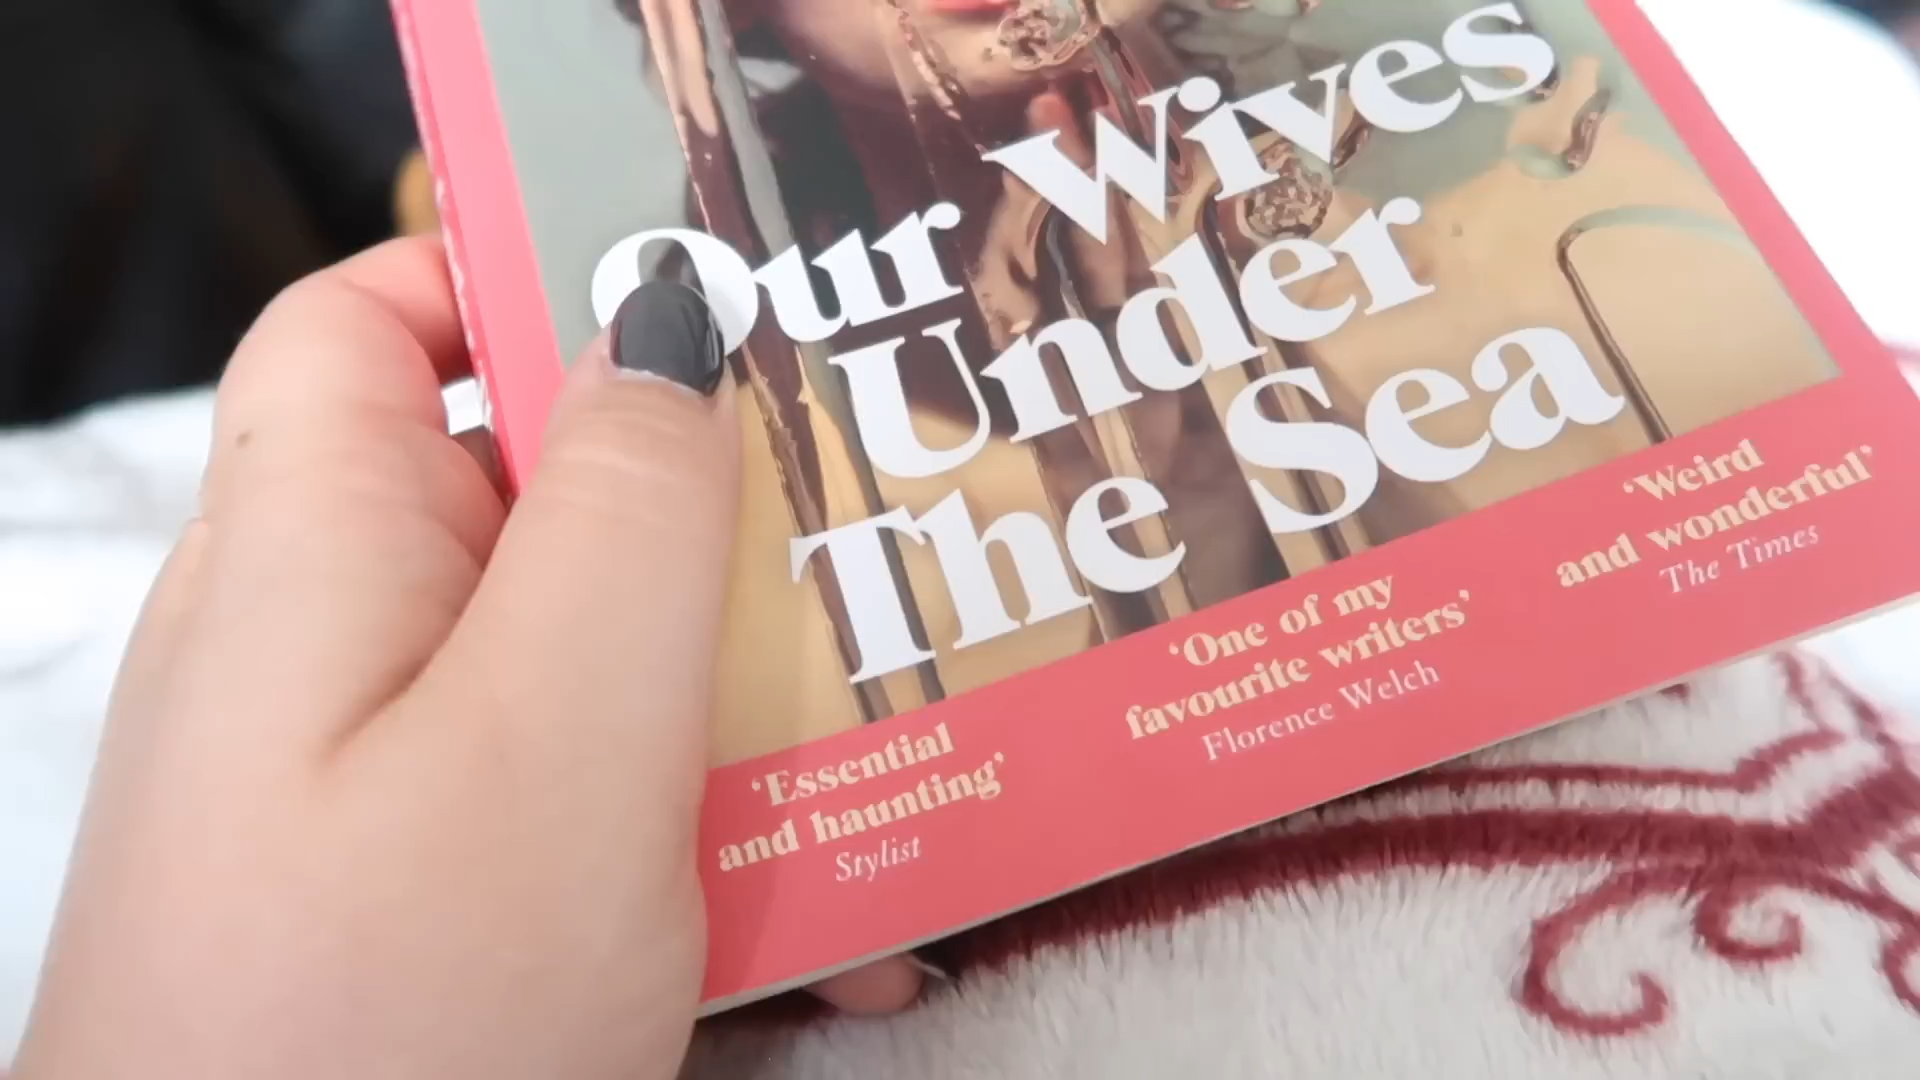 Our Wives
Under
The Sea
‘Essential
and haunting’
Stylist
‘One of my
favourite writers’
Florence Welch
‘Weird
and wonderful’
The Times